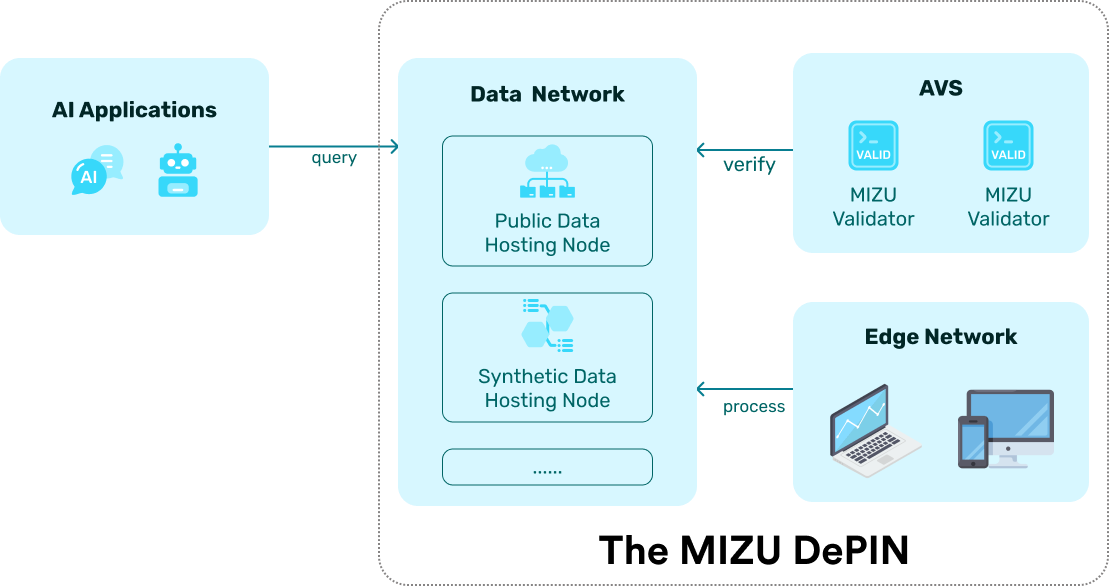 AI Applications
AI
query
Data Network
Public Data
Hosting Node
Synthetic Data
Hosting Node
......
verify
process
AVS
>_
VALID
MIZU
Validator
>_
VALID
MIZU
Validator
Edge Network
The MIZU DePIN